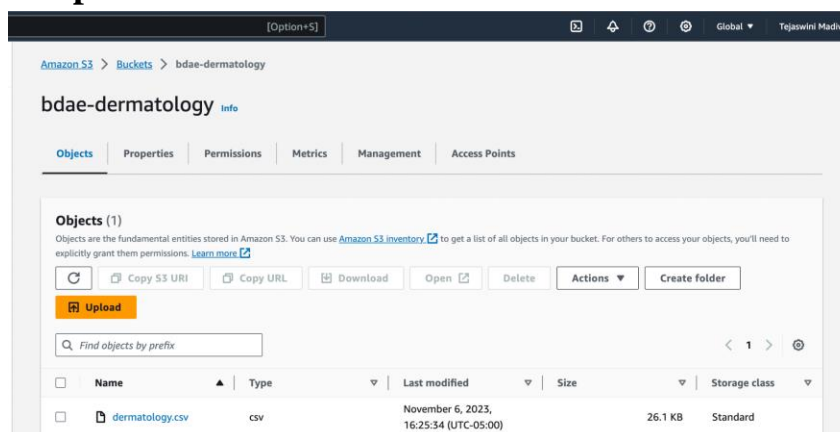 [Option+S]
Global
Tejaswini
Amazon S3 > Buckets > bdae-dermatology
bdae-dermatology Info
Objects
Properties
Permissions
Metrics
Management
Access Points
Objects (1)
Objects are the fundamental entities stored in Amazon S3. You can use Amazon S3 inventory to get a list of all objects in your bucket. For others to access your objects, you'll need to
explicitly grant them permissions. Learn more
Copy S3 URI
Copy URL
Download
Open
Delete
Actions
Create folder
Upload
Find objects by prefix
< 1 >
Name
Type
Last modified
Size
Storage class
dermatology.csv
csv
November 6, 2023,
16:25:34 (UTC-05:00)
26.1 KB
Standard